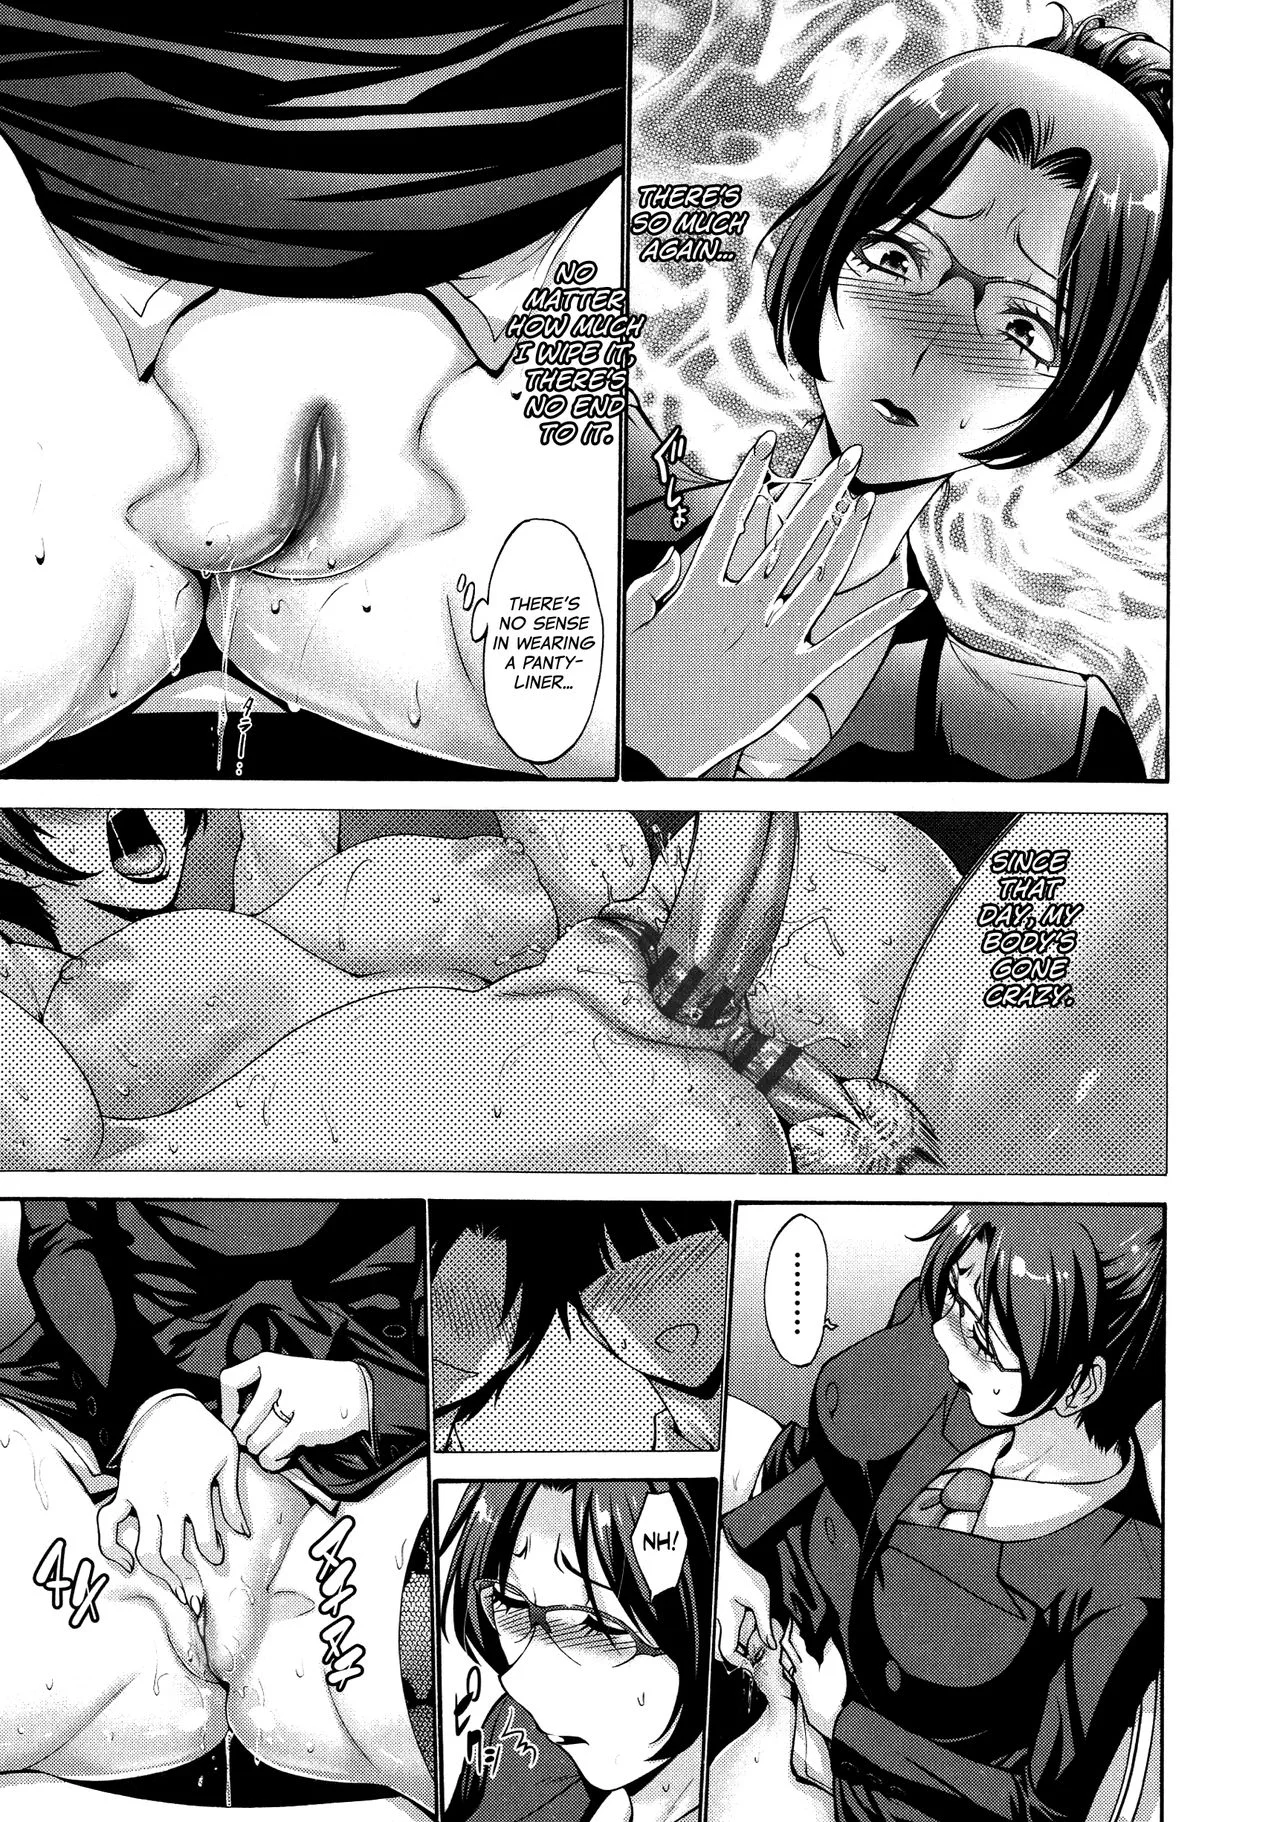 THERE'S
SO MUCH
AGAIN...
NO
MATTER
HOW MUCH
I WIPE IT,
THERE'S
NO END
TO IT.
THERE'S
NO SENSE
IN WEARING
A PANTY-
LINER...
SINCE
THAT
DAY, MY
BODY'S
GONE
CRAZY.
..........
NH!